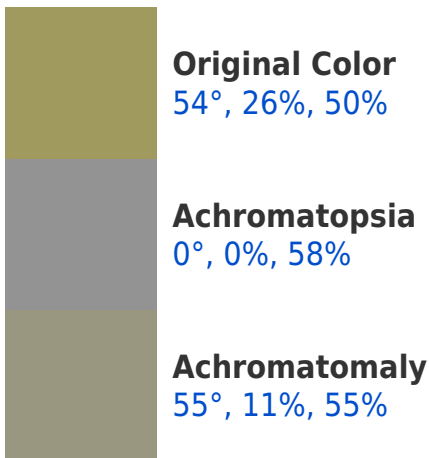 Original Color
54°, 26%, 50%
Achromatopsia
0°, 0%, 58%
Achromatomaly
55°, 11%, 55%